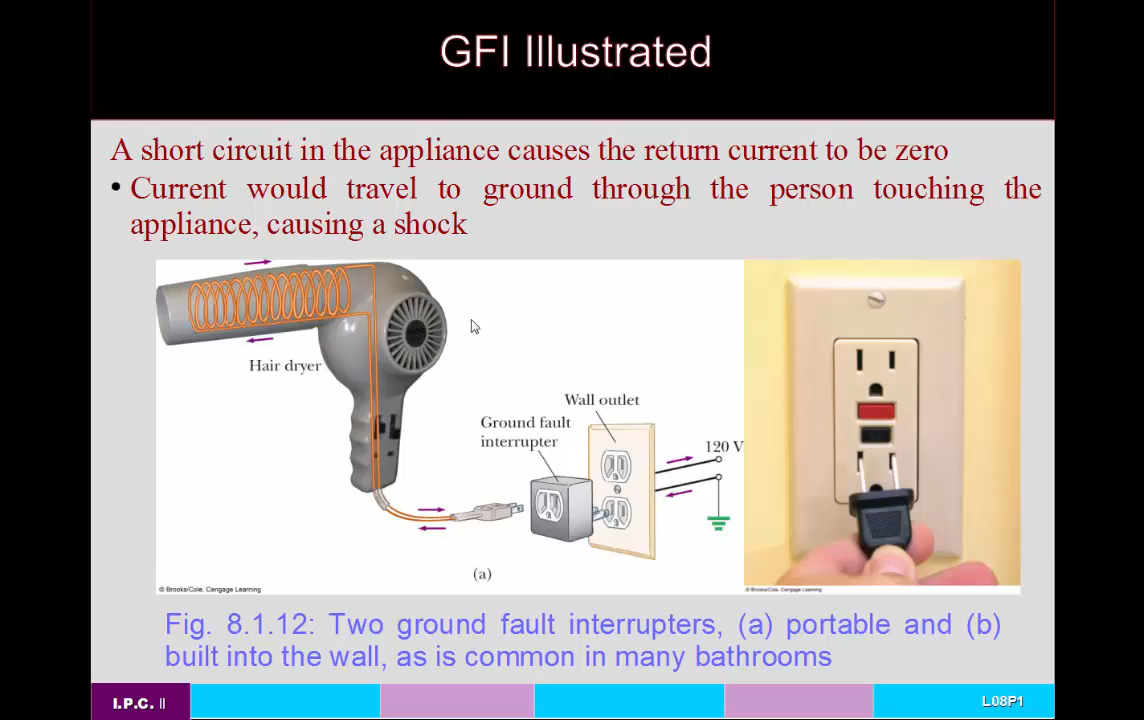 GFI Illustrated
A short circuit in the appliance causes the return current to be zero
• Current would travel to ground through the person touching the
appliance, causing a shock
Hair dryer
Wall outlet
Ground fault
interrupter
120 V
(a)
© Brooks/Cole, Cengage Learning
© Brooks/Cole, Cengage Learning
Fig. 8.1.12: Two ground fault interrupters, (a) portable and (b)
built into the wall, as is common in many bathrooms
I.P.C. II
L08P1